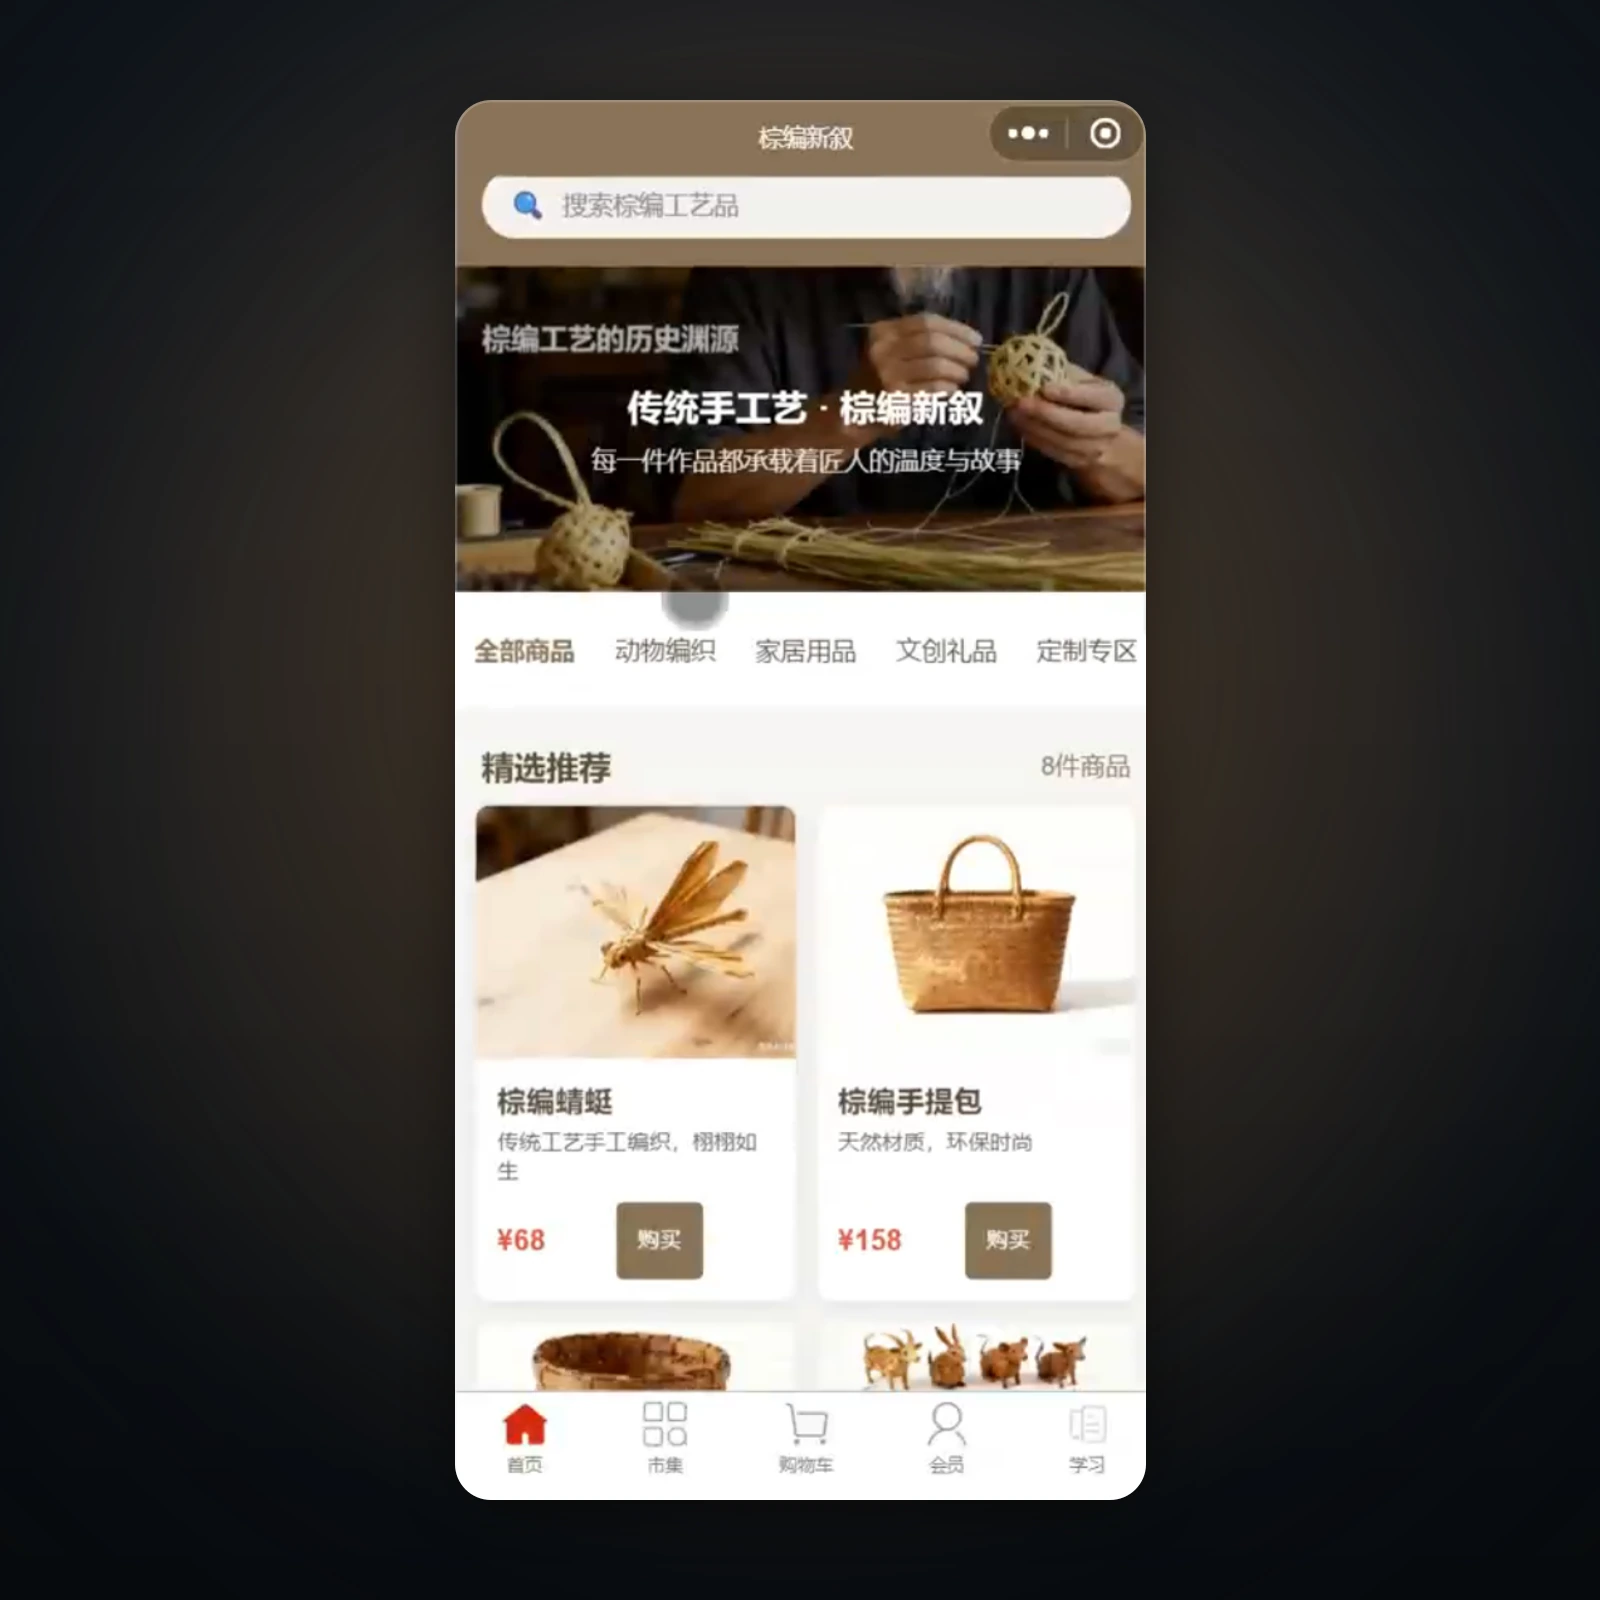 棕编新叙
搜索棕编工艺品
棕编工艺的历史渊源
传统手工艺 · 棕编新叙
每一件作品都承载着匠人的温度与故事
全部商品 动物编织 家居用品 文创礼品 定制专区
精选推荐 8件商品
棕编蜻蜓
传统工艺手工编织，栩栩如
生
¥68 购买
棕编手提包
天然材质，环保时尚
¥158 购买
首页 市集 购物车 会员 学习